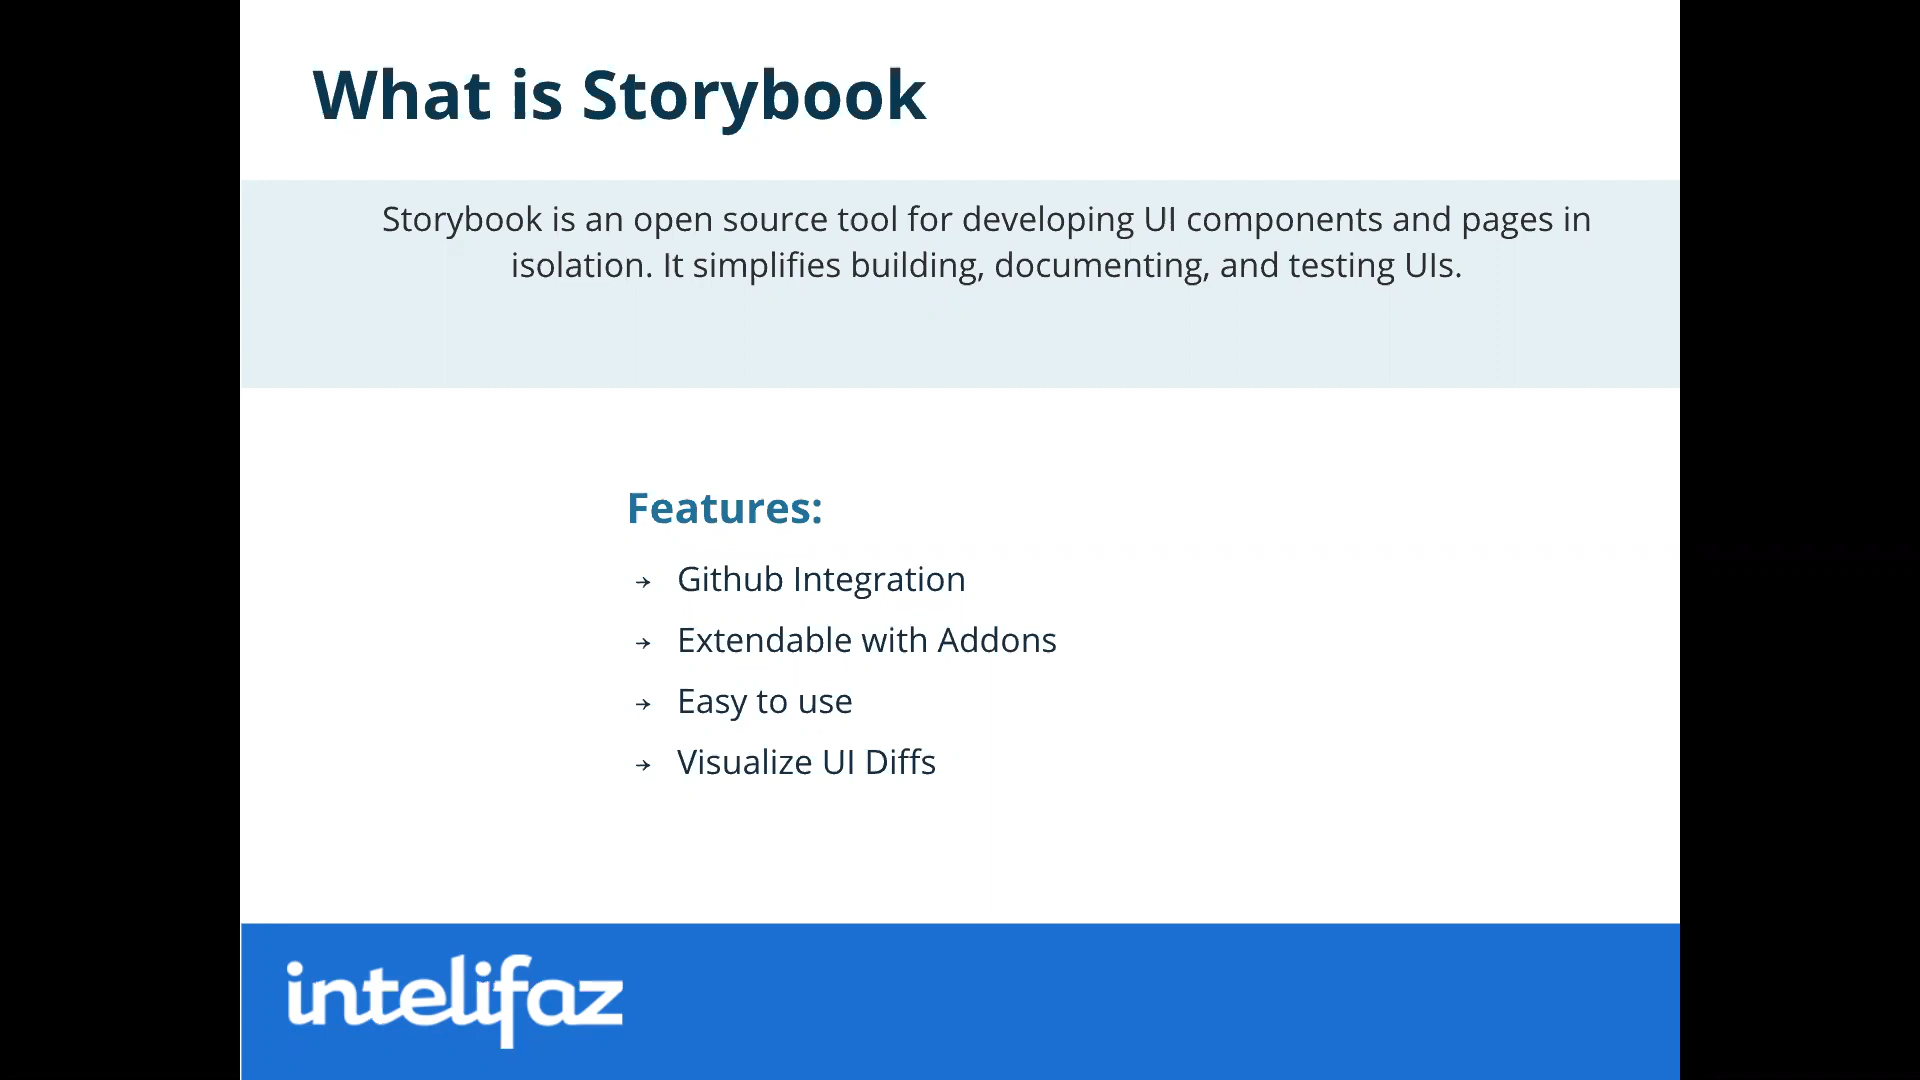 What is Storybook
Storybook is an open source tool for developing UI components and pages in
isolation. It simplifies building, documenting, and testing UIs.
Features:
→ Github Integration
→ Extendable with Addons
→ Easy to use
→ Visualize UI Diffs
intelifaz